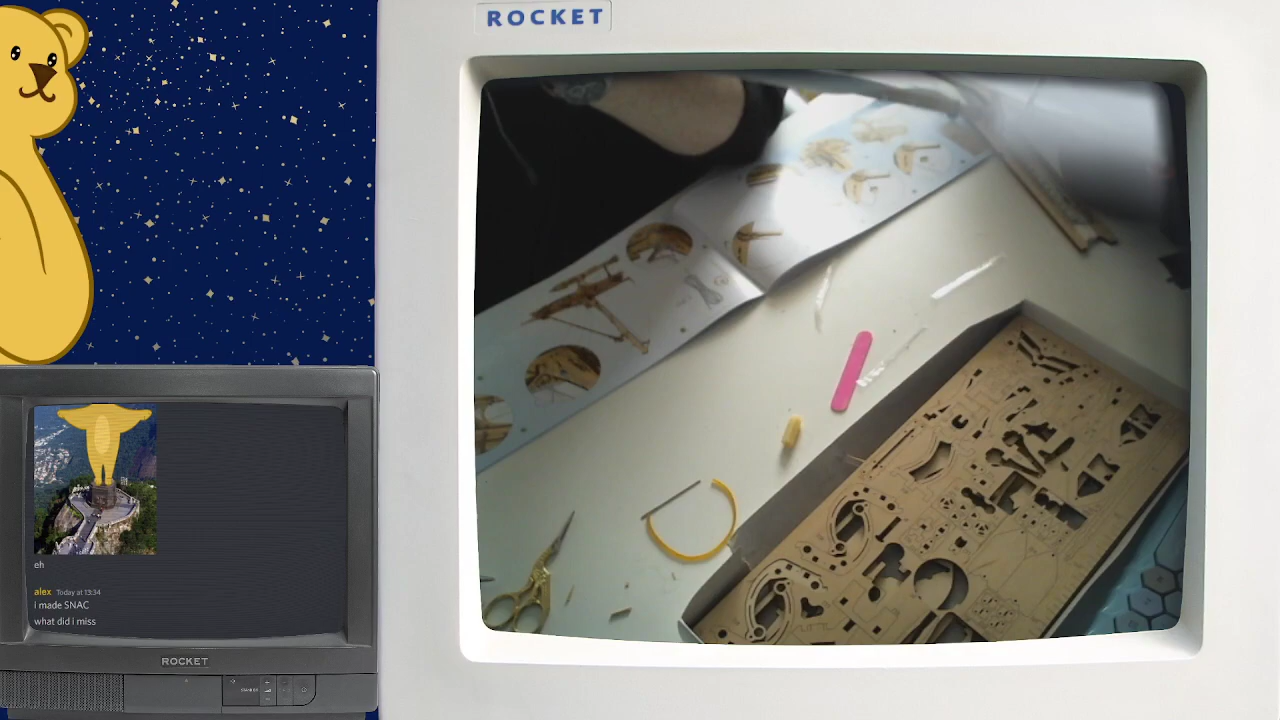 ROCKET
eh
alex Today at 13:34
i made SNAC
what did i miss
ROCKET